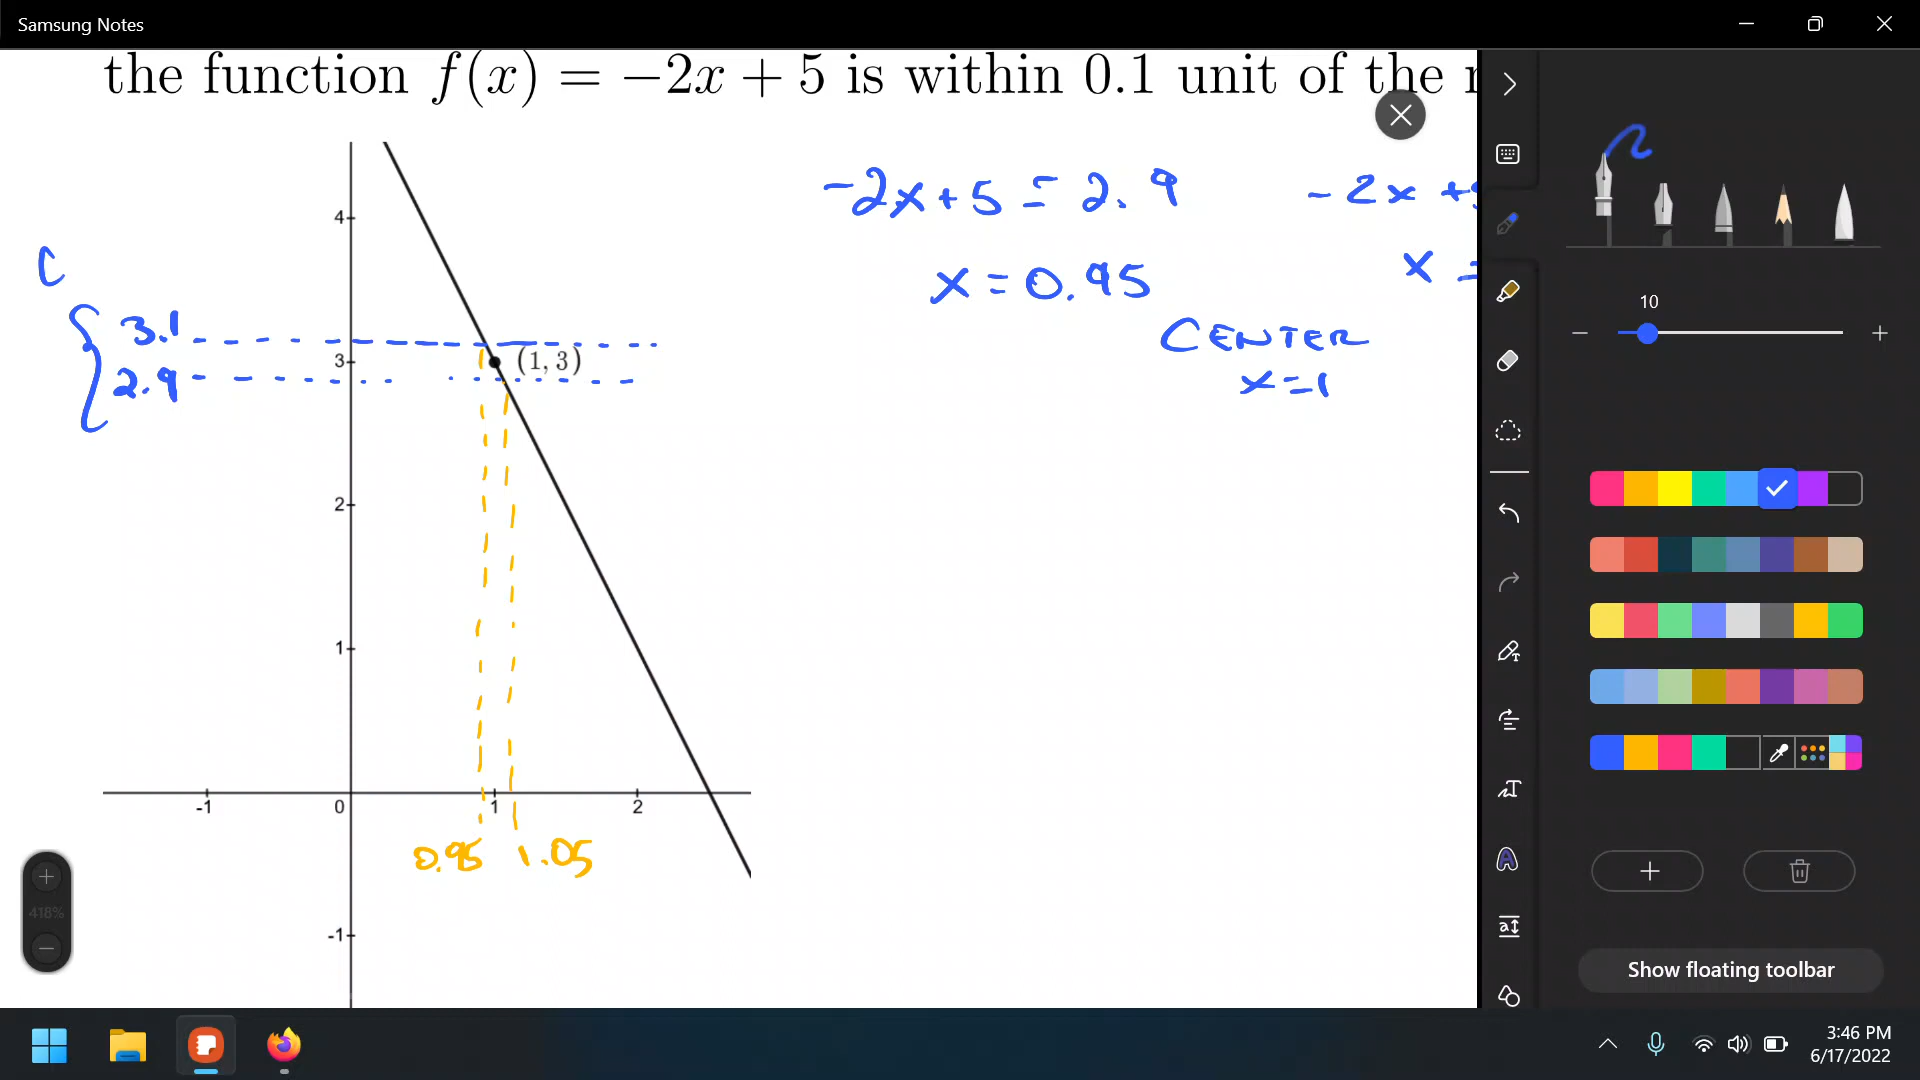 Samsung Notes
the function f(x) = −2x + 5 is within 0.1 unit of the
-2x+5 = 2.9
-2x +
x = 0.95
x =
CENTER
x=1
C
{ 3.1
2.9
4
3
(1, 3)
2
1
-1
0
1
2
0.95
1.05
-1
418%
10
Show floating toolbar
3:46 PM
6/17/2022